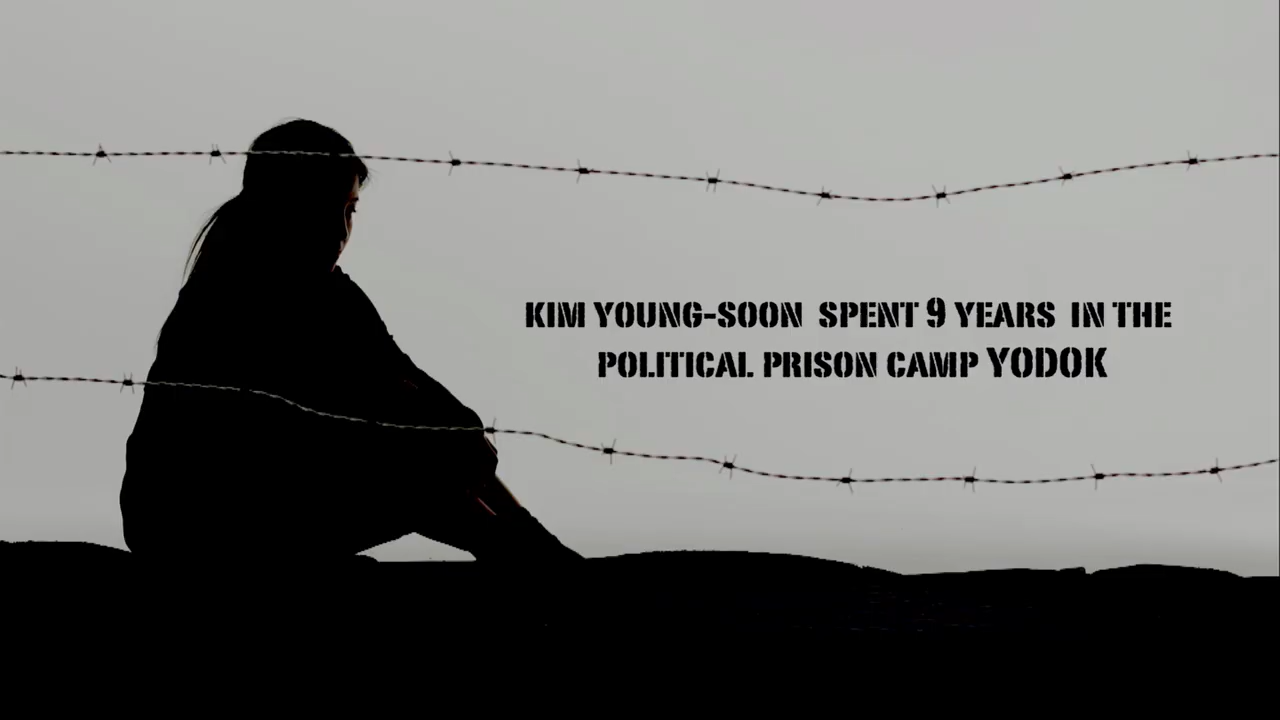 KIM YOUNG-SOON SPENT 9 YEARS IN THE
POLITICAL PRISON CAMP YODOK